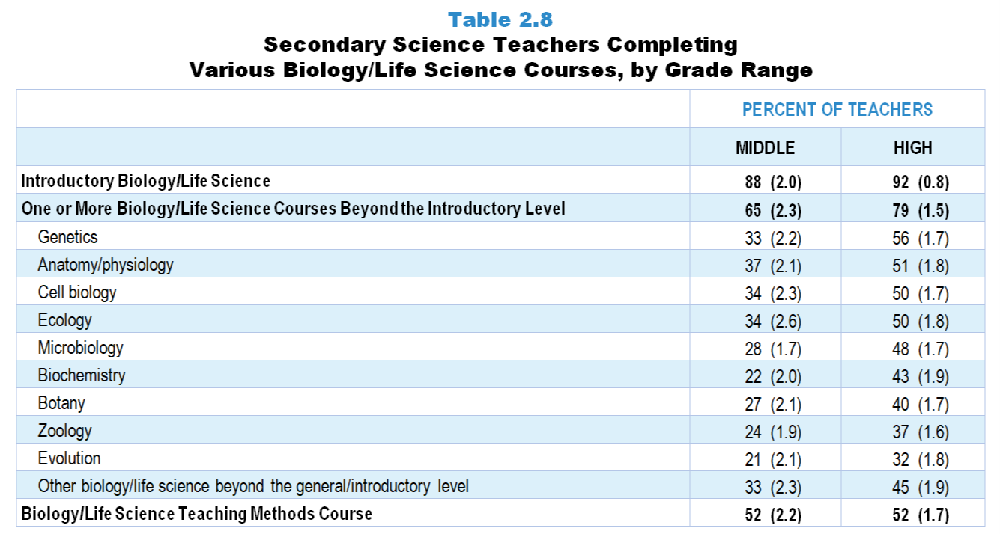 Table 2.8
Secondary Science Teachers Completing
Various Biology/Life Science Courses, by Grade Range
PERCENT OF TEACHERS
MIDDLE HIGH
Introductory Biology/Life Science 88 (2.0) 92 (0.8)
One or More Biology/Life Science Courses Beyond the Introductory Level 65 (2.3) 79 (1.5)
Genetics 33 (2.2) 56 (1.7)
Anatomy/physiology 37 (2.1) 51 (1.8)
Cell biology 34 (2.3) 50 (1.7)
Ecology 34 (2.6) 50 (1.8)
Microbiology 28 (1.7) 48 (1.7)
Biochemistry 22 (2.0) 43 (1.9)
Botany 27 (2.1) 40 (1.7)
Zoology 24 (1.9) 37 (1.6)
Evolution 21 (2.1) 32 (1.8)
Other biology/life science beyond the general/introductory level 33 (2.3) 45 (1.9)
Biology/Life Science Teaching Methods Course 52 (2.2) 52 (1.7)